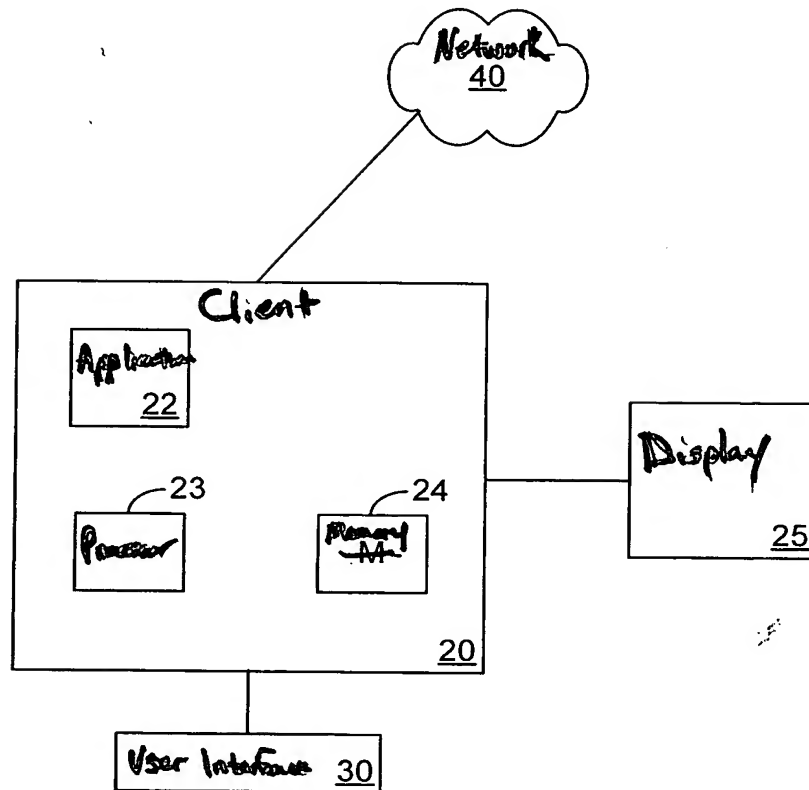 Network
40
Client
Application
22
23
24
Processor
Memory
M
20
Display
25
User Interface
30